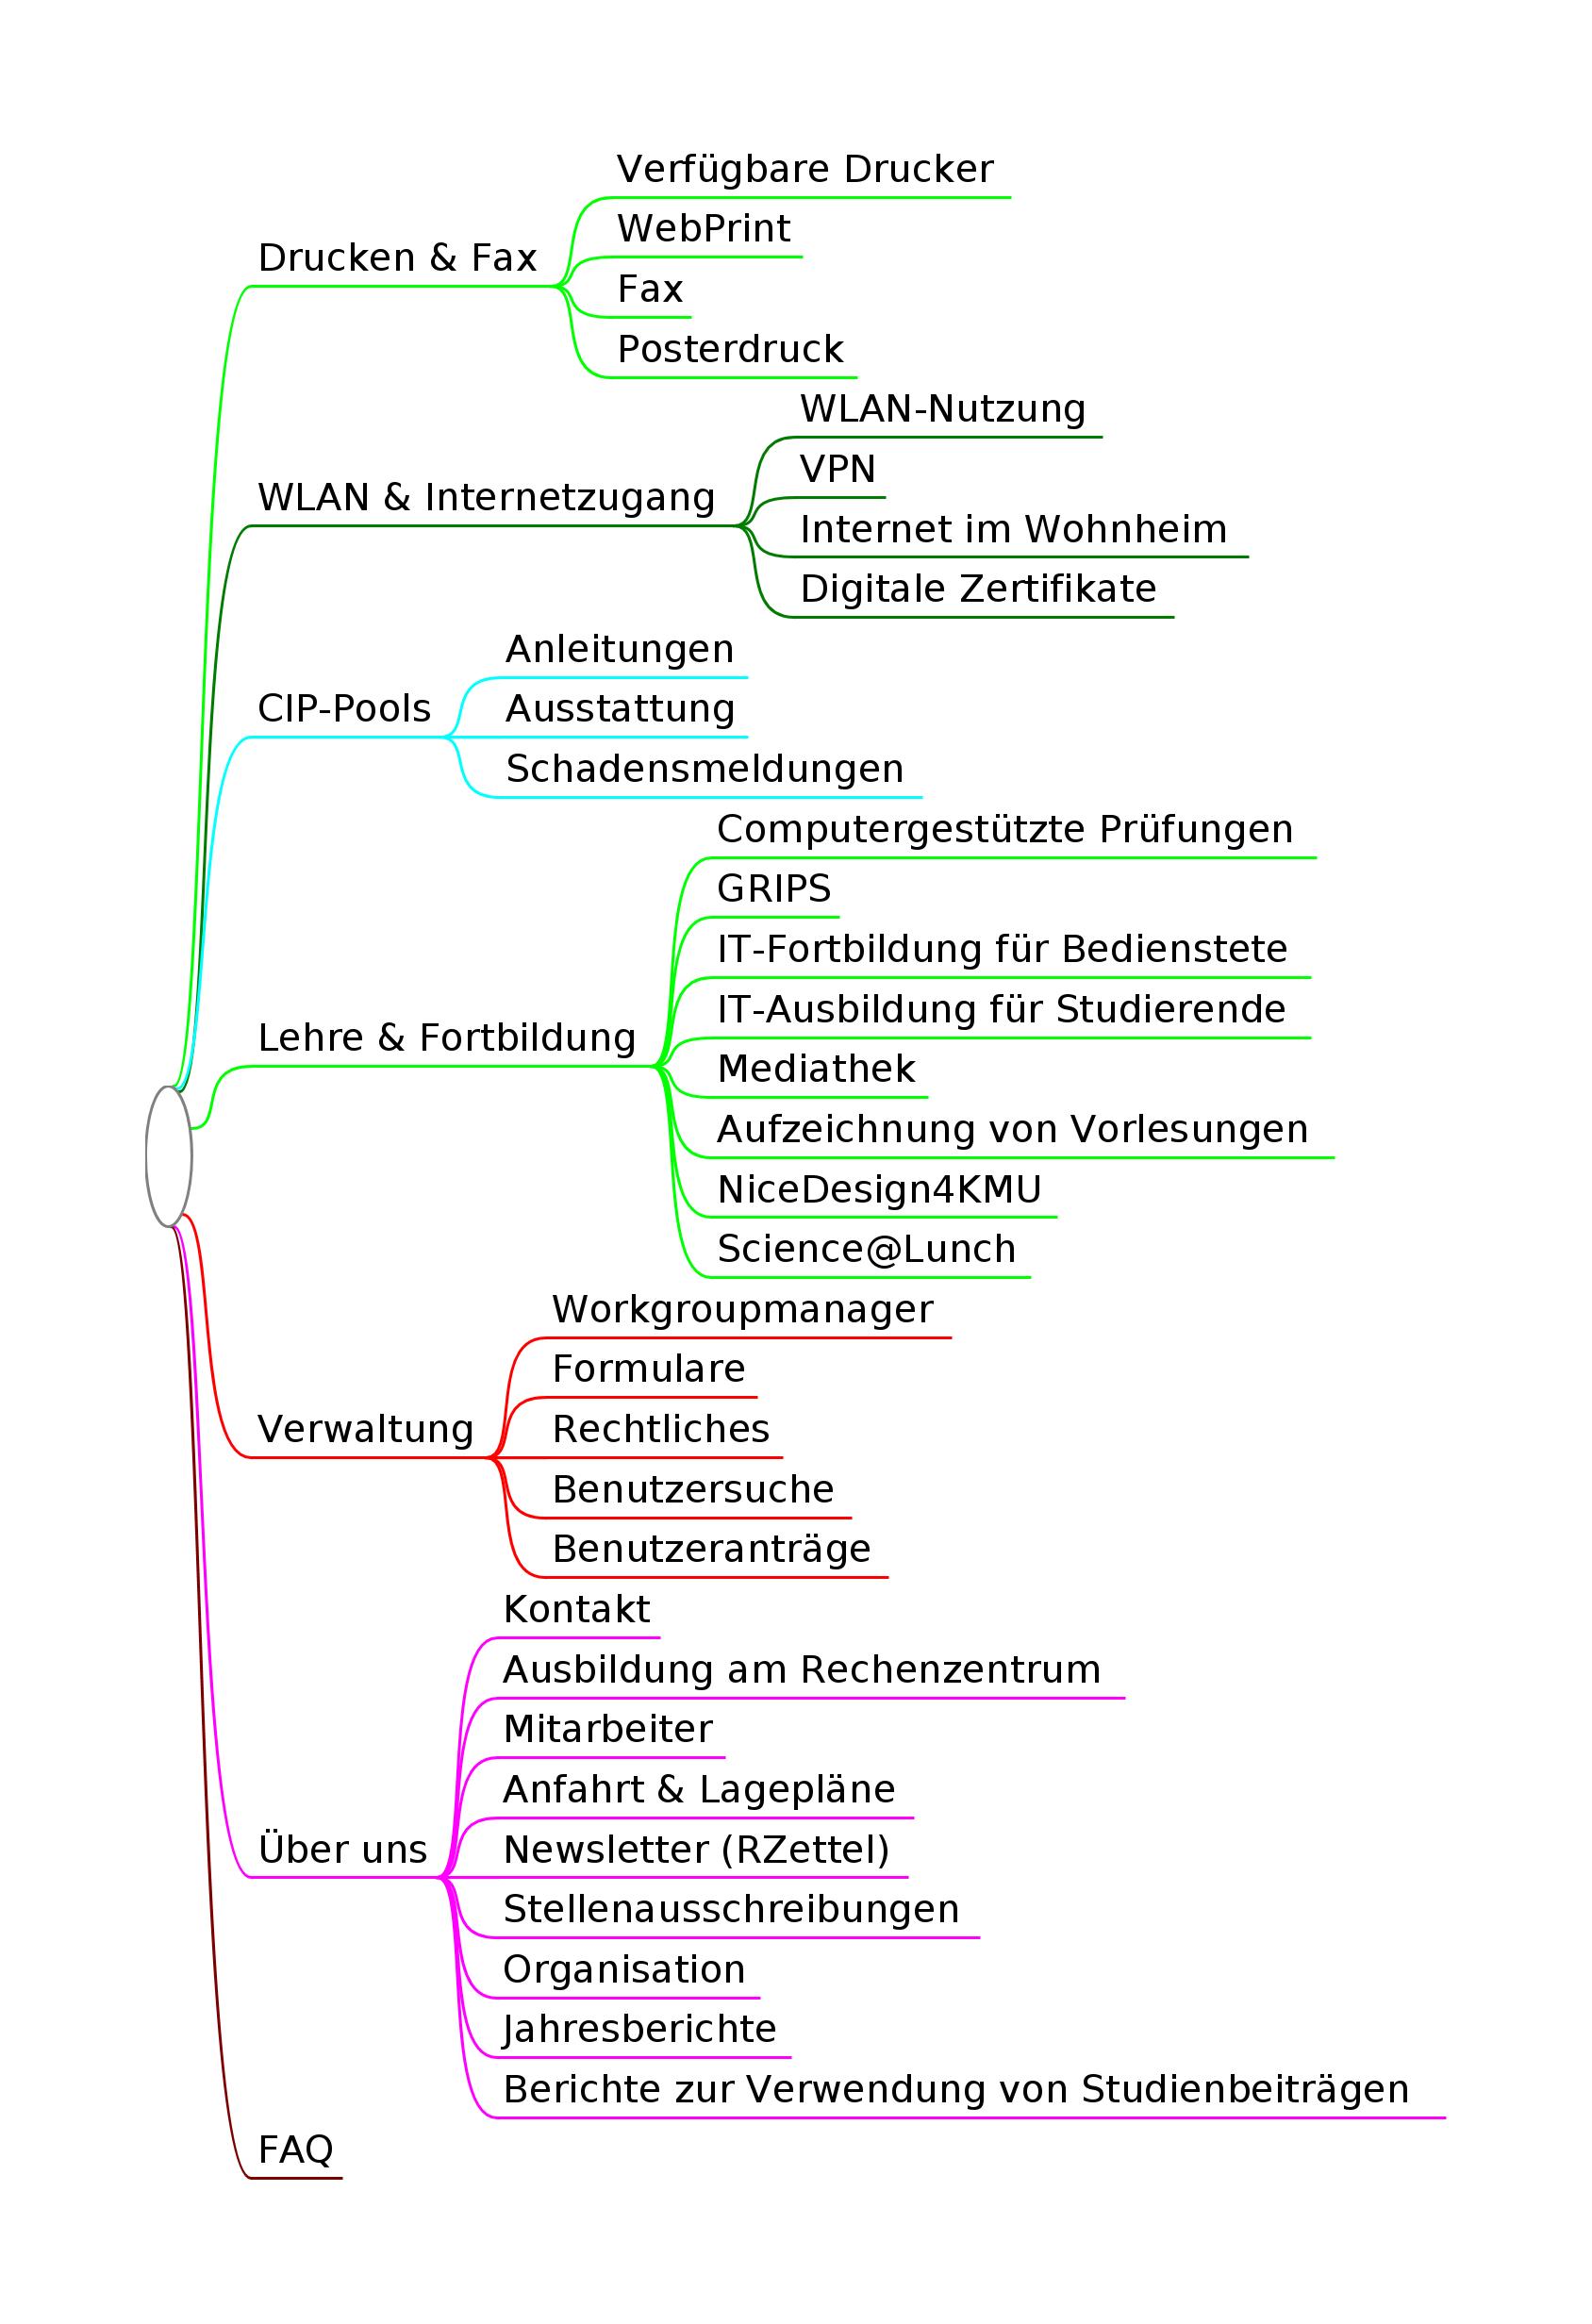 Verfügbare Drucker
WebPrint
Drucken & Fax
Fax
Posterdruck
WLAN-Nutzung
VPN
WLAN & Internetzugang
Internet im Wohnheim
Digitale Zertifikate
Anleitungen
CIP-Pools
Ausstattung
Schadensmeldungen
Computergestützte Prüfungen
GRIPS
IT-Fortbildung für Bedienstete
IT-Ausbildung für Studierende
Lehre & Fortbildung
Mediathek
Aufzeichnung von Vorlesungen
NiceDesign4KMU
Science@Lunch
Workgroupmanager
Formulare
Verwaltung
Rechtliches
Benutzersuche
Benutzeranträge
Kontakt
Ausbildung am Rechenzentrum
Mitarbeiter
Anfahrt & Lagepläne
Über uns
Newsletter (RZettel)
Stellenausschreibungen
Organisation
Jahresberichte
Berichte zur Verwendung von Studienbeiträgen
FAQ